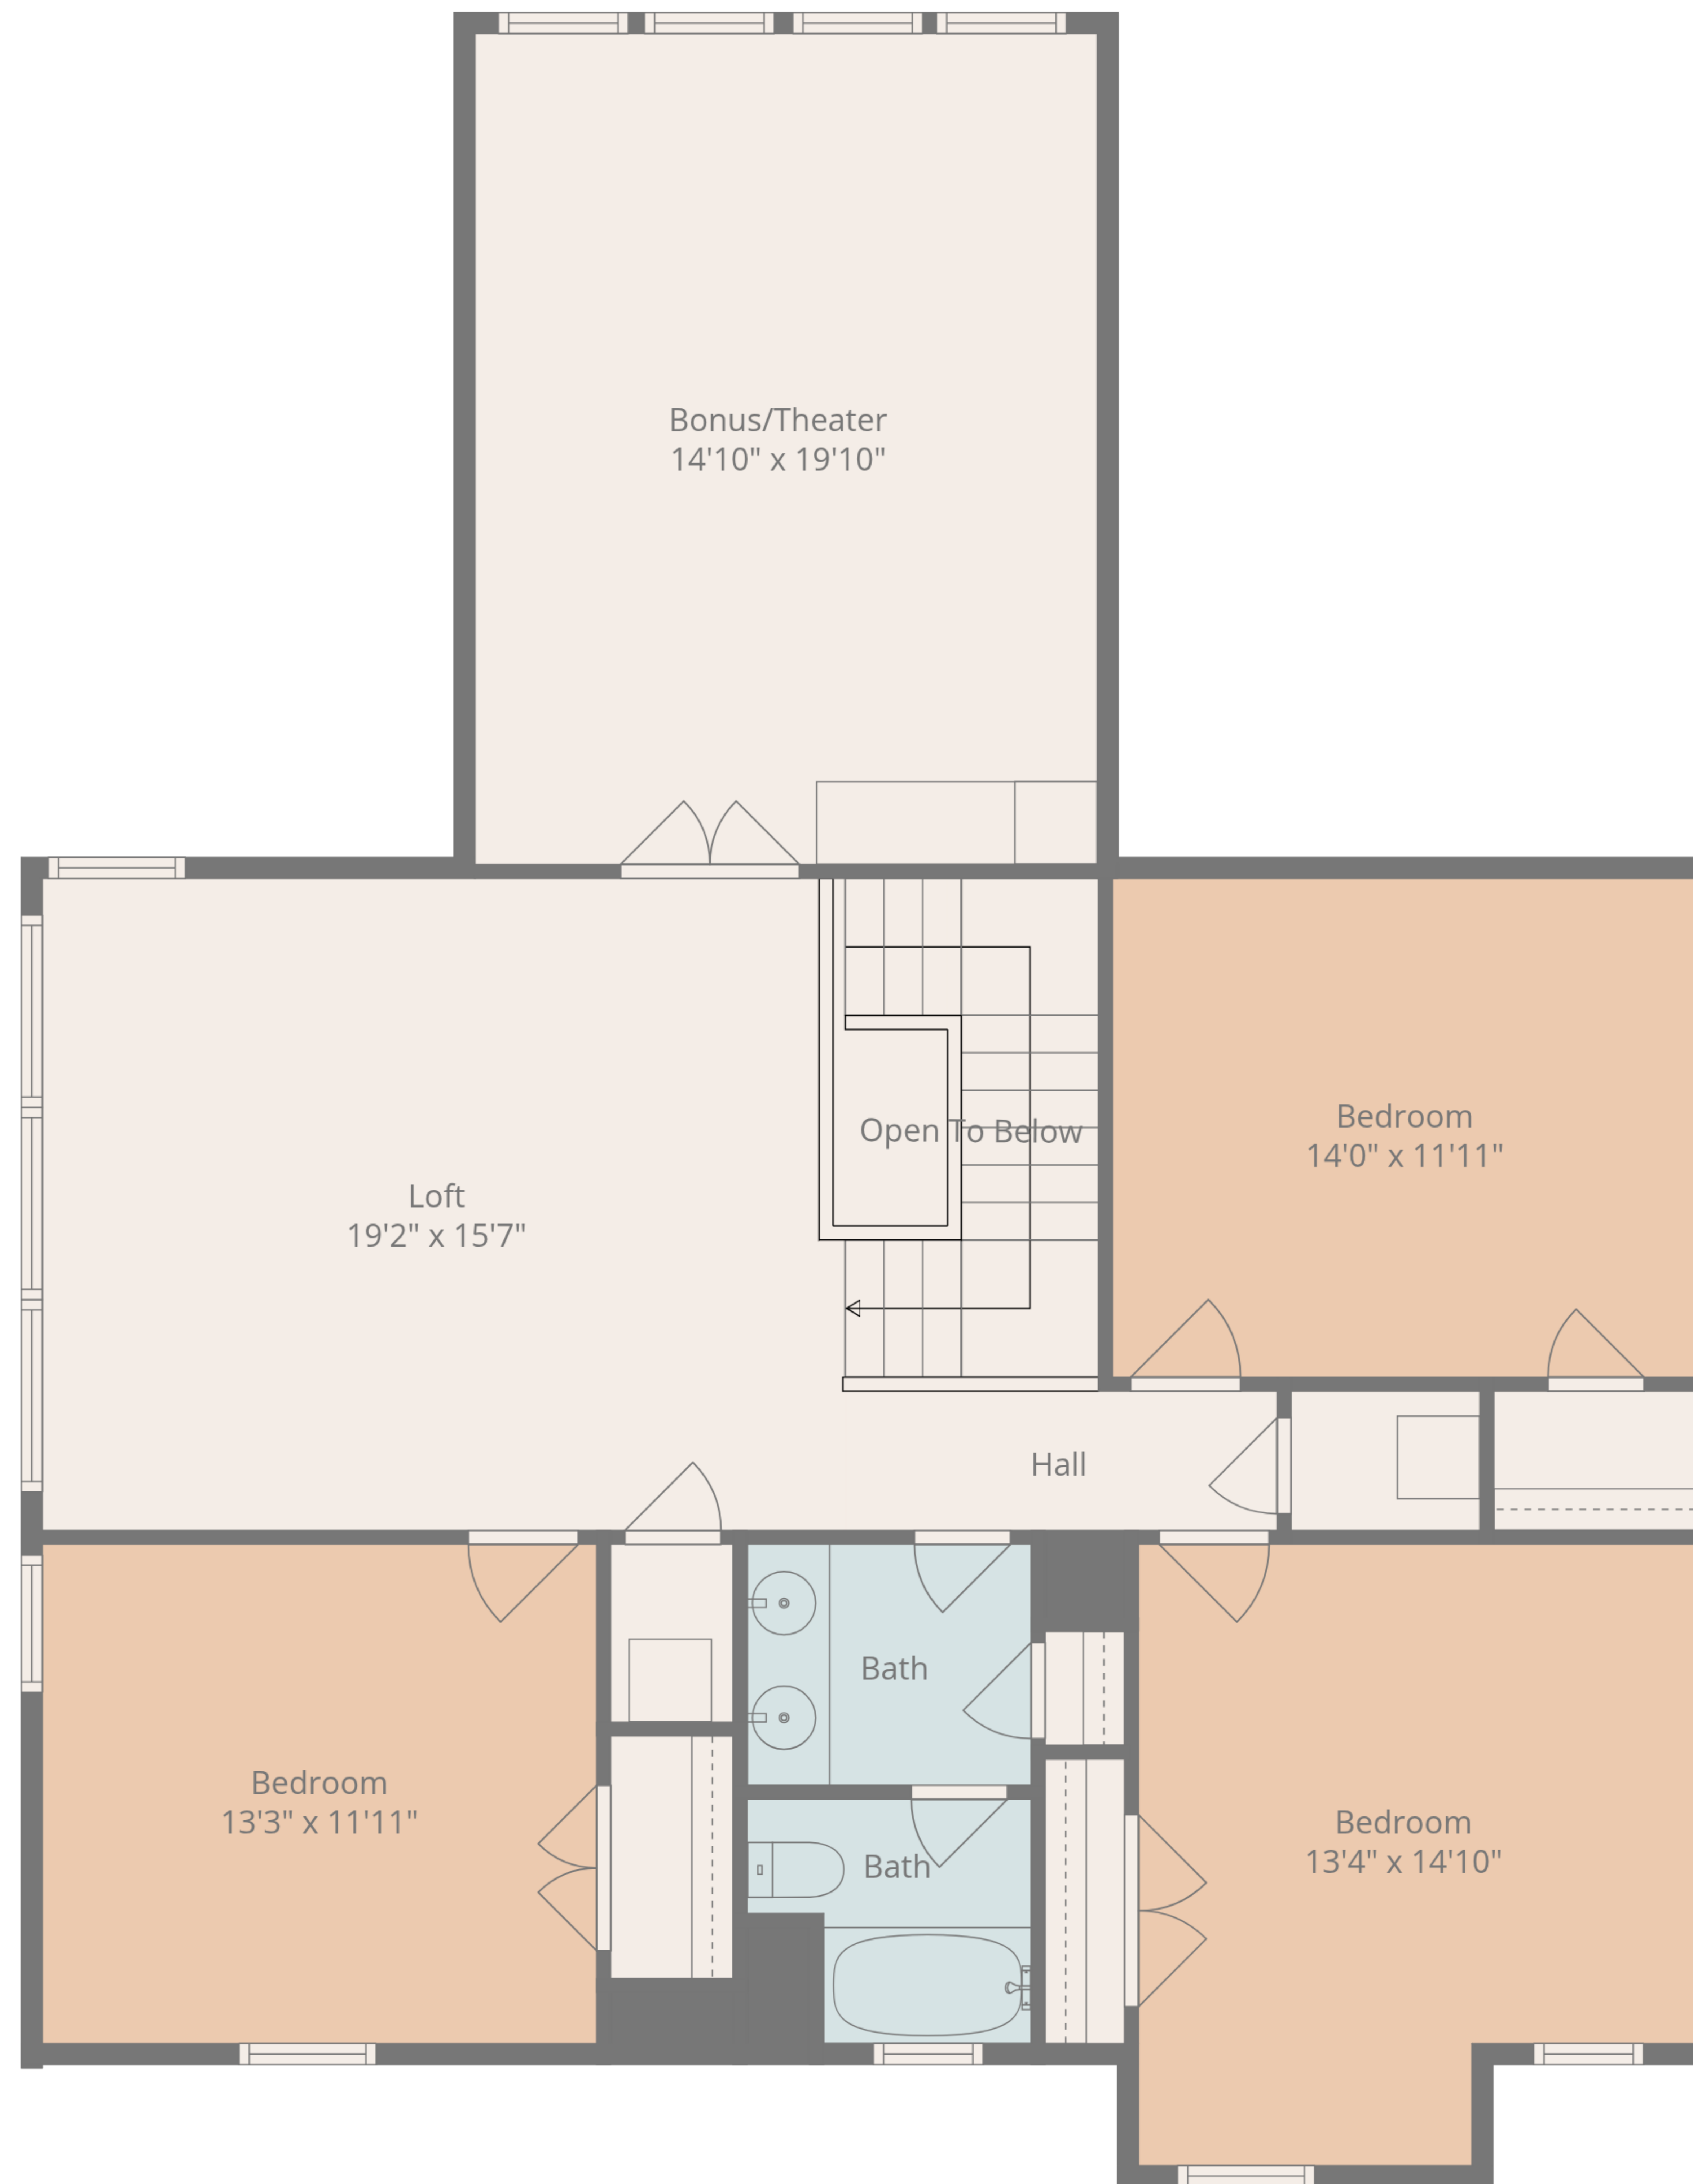 Bonus/Theater
14'10" x 19'10"
Bedroom
14'0" x 11'11"
Open To Below
Loft
19'2" x 15'7"
Hall
Bath
Bedroom
13'3" x 11'11"
Bedroom
13'4" x 14'10"
Bath